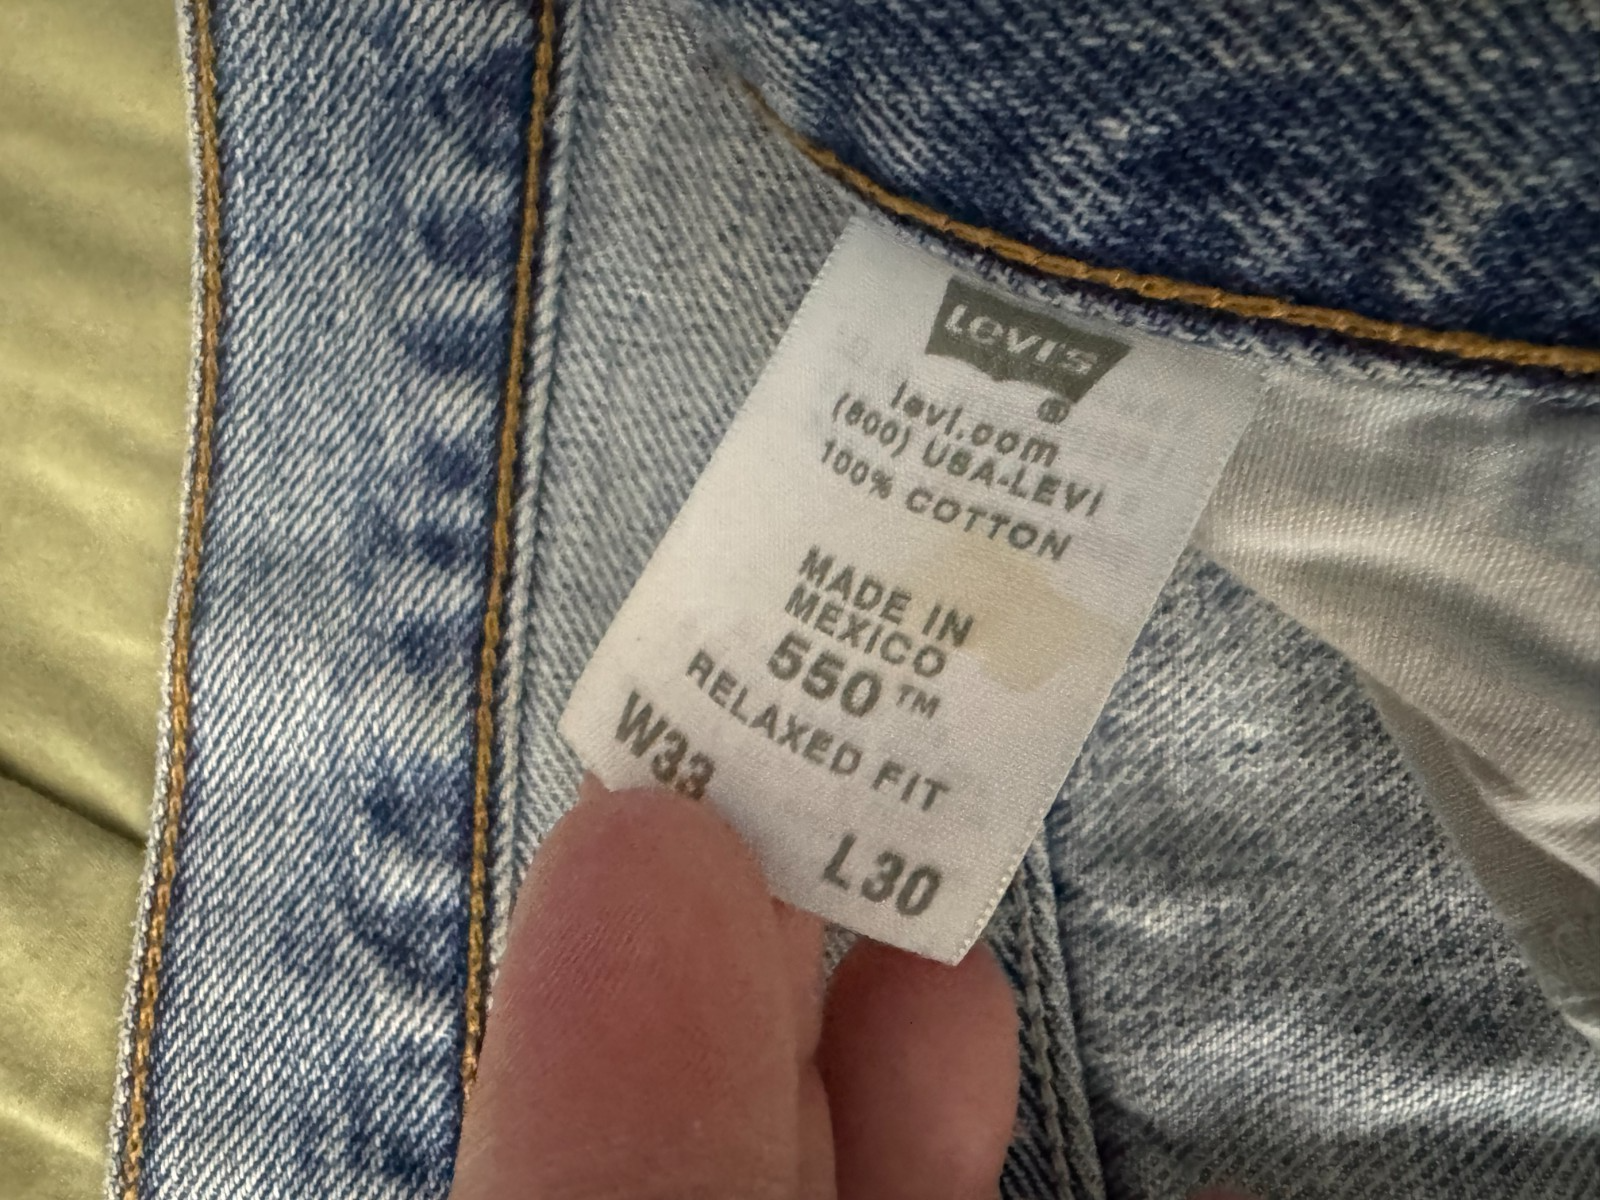 Levi's
®
levi.com
(800) USA-LEVI
100% COTTON
MADE IN
MEXICO
550™
RELAXED FIT
W33
L30